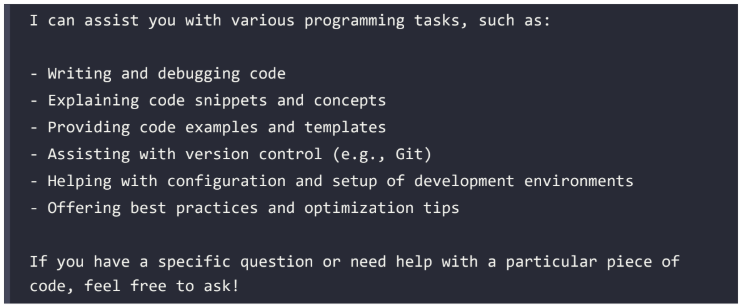 I can assist you with various programming tasks, such as:
- Writing and debugging code
- Explaining code snippets and concepts
- Providing code examples and templates
- Assisting with version control (e.g., Git)
- Helping with configuration and setup of development environments
- Offering best practices and optimization tips
If you have a specific question or need help with a particular piece of
code, feel free to ask!